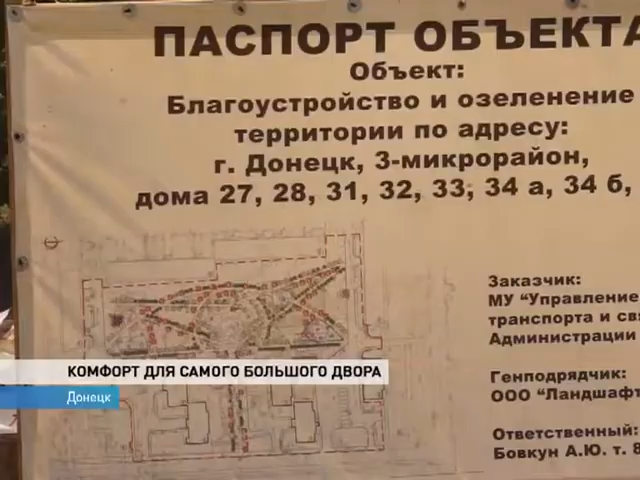 ПАСПОРТ ОБЪЕКТА
Объект:
Благоустройство и озеленение
территории по адресу:
г. Донецк, 3-микрорайон,
дома 27, 28, 31, 32, 33, 34 а, 34 б,
Заказчик:
МУ "Управление
транспорта и свя
Администрации
Генподрядчик:
ООО "Ландшафт
Ответственный:
Бовкун А.Ю. т. 8
КОМФОРТ ДЛЯ САМОГО БОЛЬШОГО ДВОРА
Донецк